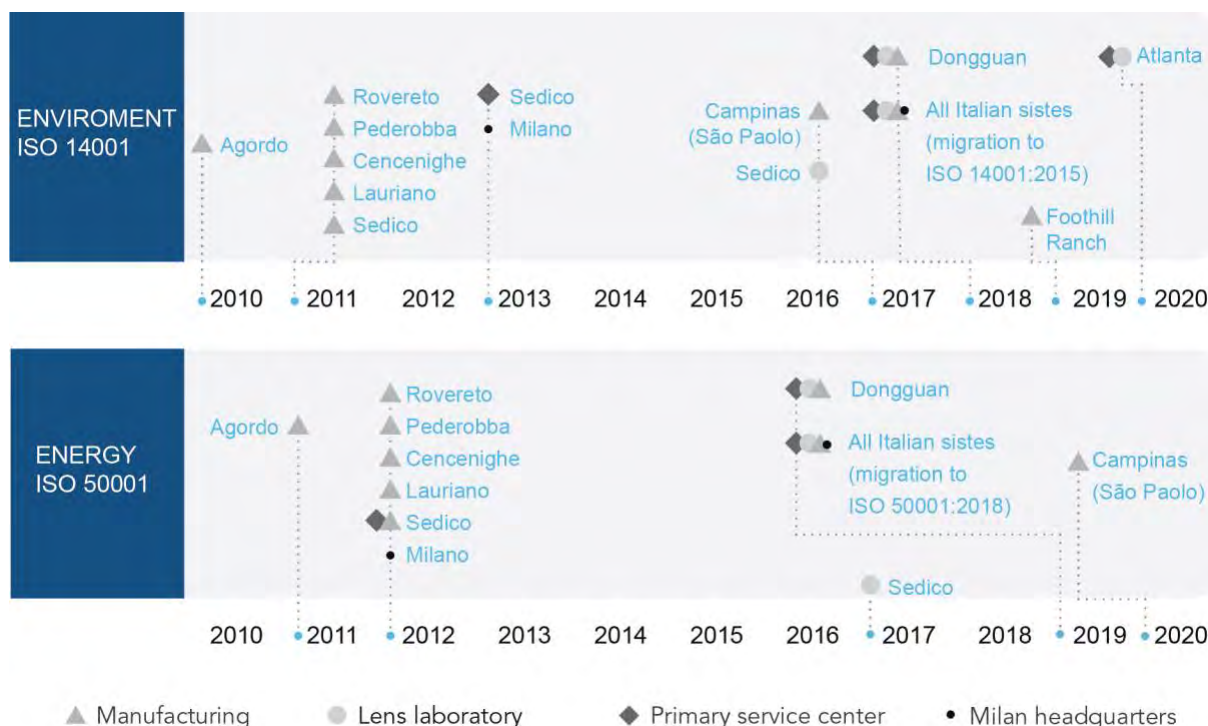 ENVIROMENT
ISO 14001
Agordo
Rovereto
Pederobba
Cencenighe
Lauriano
Sedico
Sedico
Milano
Campinas
(São Paolo)
Sedico
Dongguan
All Italian sistes
(migration to
ISO 14001:2015)
Foothill
Ranch
Atlanta
2010 2011 2012 2013 2014 2015 2016 2017 2018 2019 2020
ENERGY
ISO 50001
Agordo
Rovereto
Pederobba
Cencenighe
Lauriano
Sedico
Milano
Dongguan
All Italian sistes
(migration to
ISO 50001:2018)
Sedico
Campinas
(São Paolo)
2010 2011 2012 2013 2014 2015 2016 2017 2018 2019 2020
Manufacturing Lens laboratory Primary service center Milan headquarters